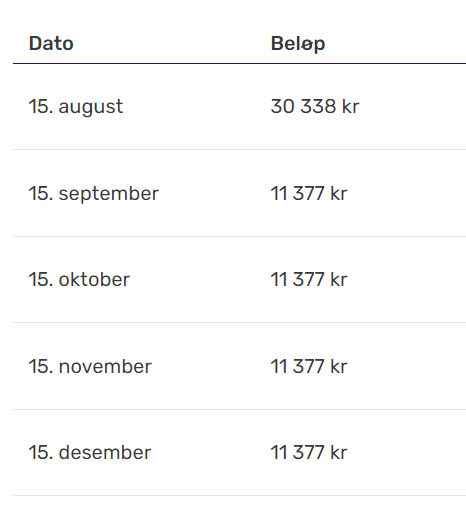 Dato Beløp
15. august 30 338 kr
15. september 11 377 kr
15. oktober 11 377 kr
15. november 11 377 kr
15. desember 11 377 kr